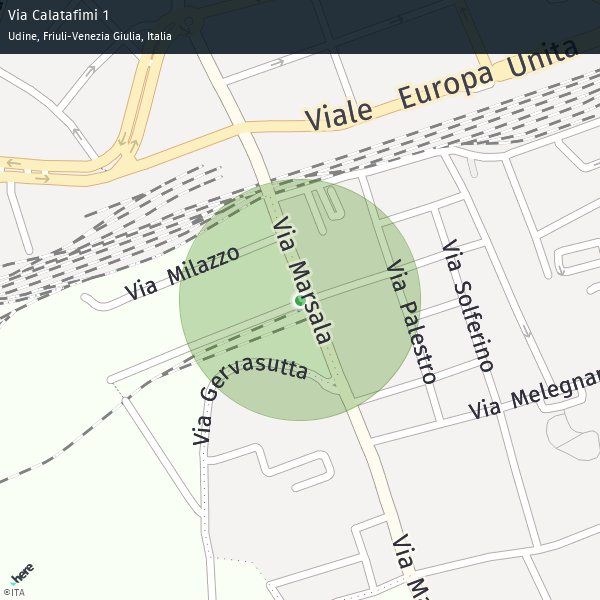 Via Calatafimi 1
Udine, Friuli-Venezia Giulia, Italia
Viale Europa Unita
Via Milazzo
Via Marsala
Via Palestro
Via Solferino
Via Gervasutta
Via Melegnan
Via Ma
here
©ITA